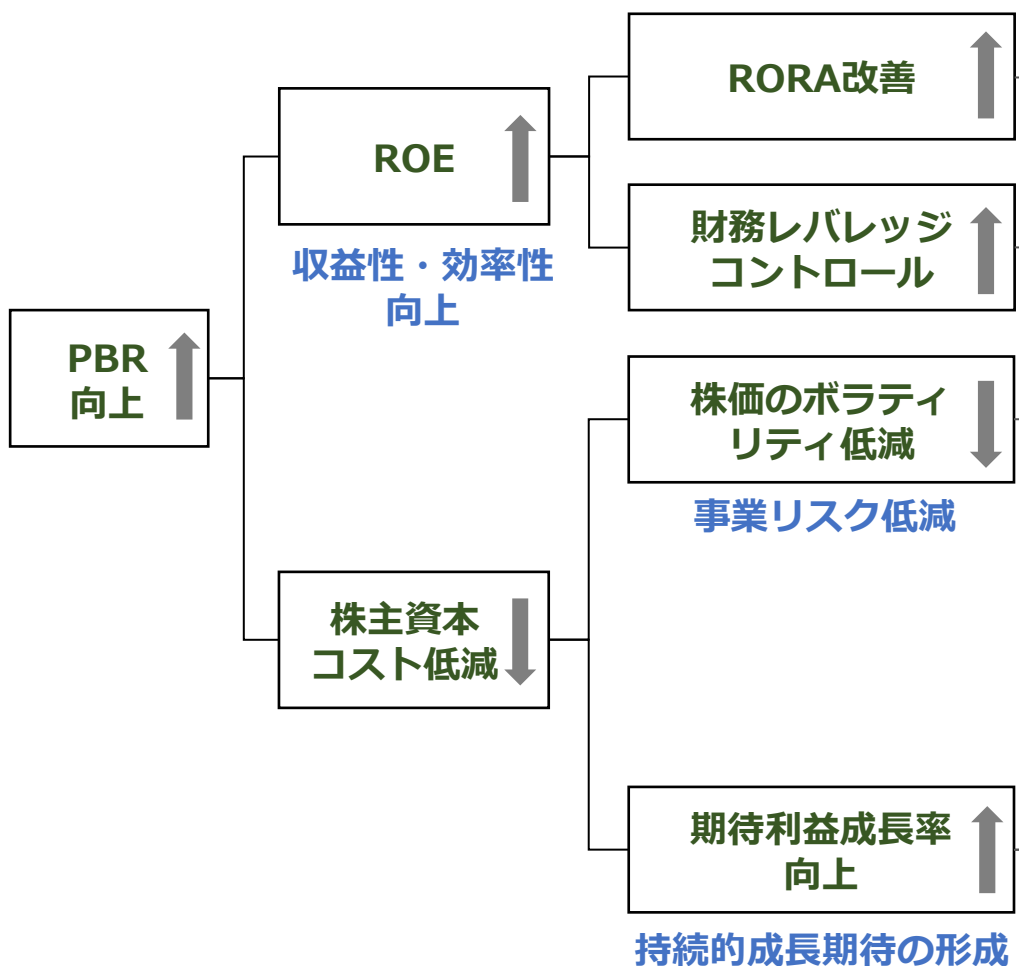 RORA改善
ROE
財務レバレッジ
コントロール
収益性・効率性
向上
PBR
向上
株価のボラティ
リティ低減
事業リスク低減
株主資本
コスト低減
期待利益成長率
向上
持続的成長期待の形成